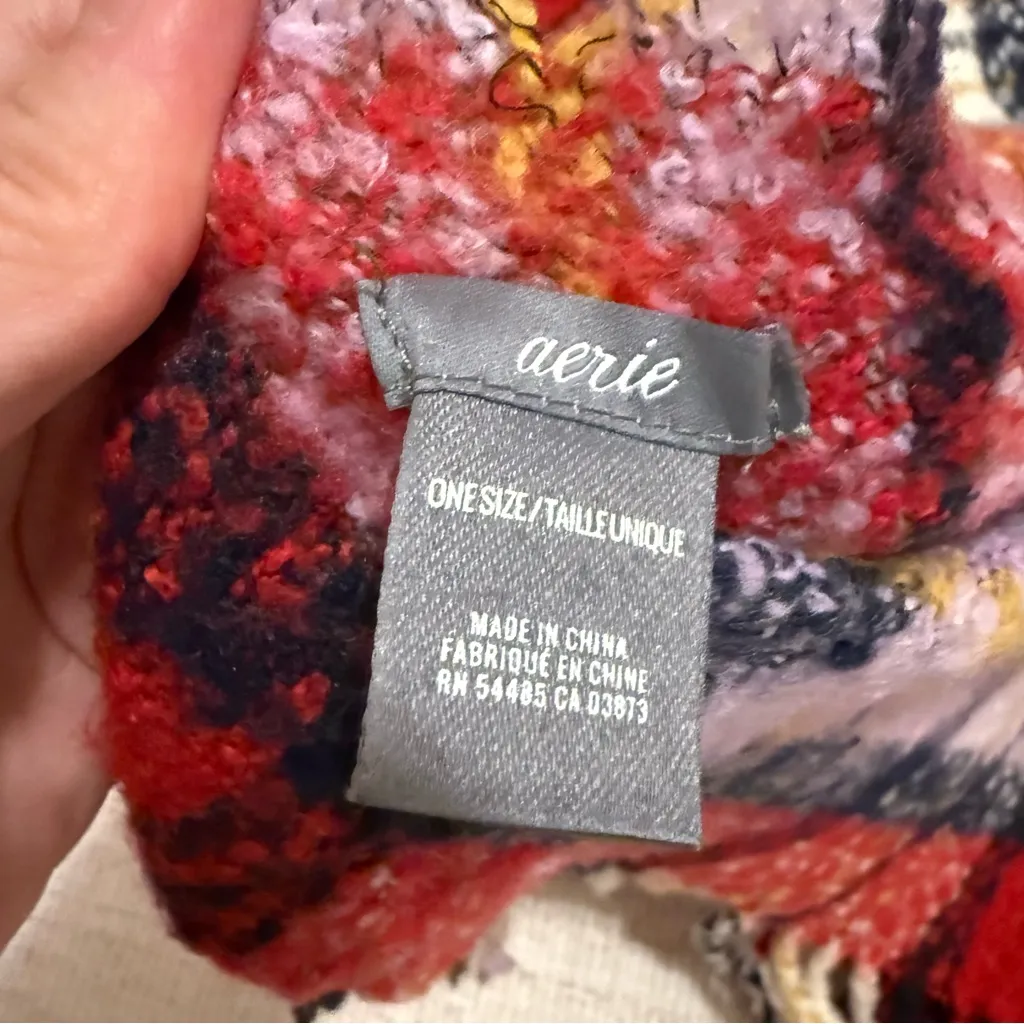 aerie
ONE SIZE/TAILLE UNIQUE
MADE IN CHINA
FABRIQUÉ EN CHINE
RN 54485 CA 03873